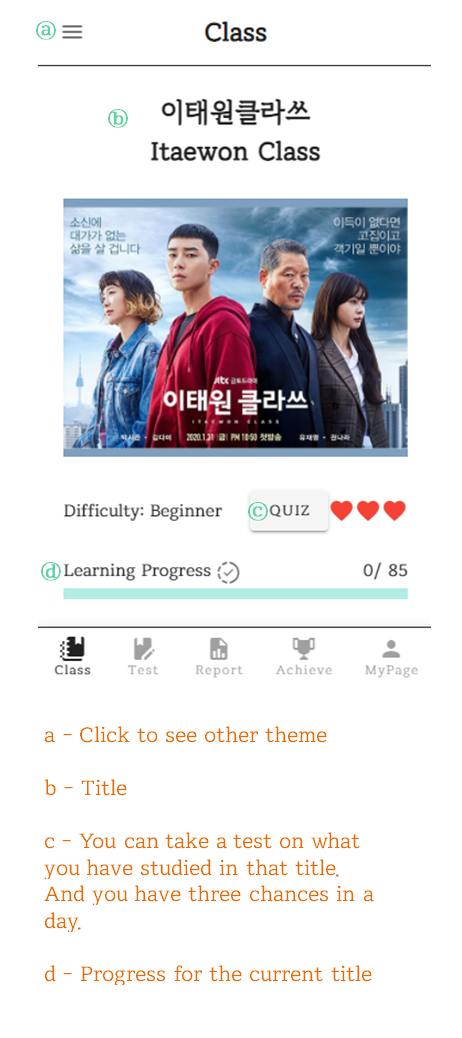 ⓐ Class
ⓑ 이태원클라쓰
Itaewon Class
소신에
대가가 없는
삶을 살 겁니다
이득이 없다면
고집이고
객기일 뿐이야
jtbc 금토드라마
이태원 클라쓰
ITAEWON CLASS
박서준 · 김다미 2020.1.31 |금| PM 10:50 첫방송 유재명 · 권나라
Difficulty: Beginner ⓒ QUIZ
ⓓ Learning Progress 0/ 85
Class Test Report Achieve MyPage
a - Click to see other theme
b - Title
c - You can take a test on what
you have studied in that title.
And you have three chances in a
day.
d - Progress for the current title